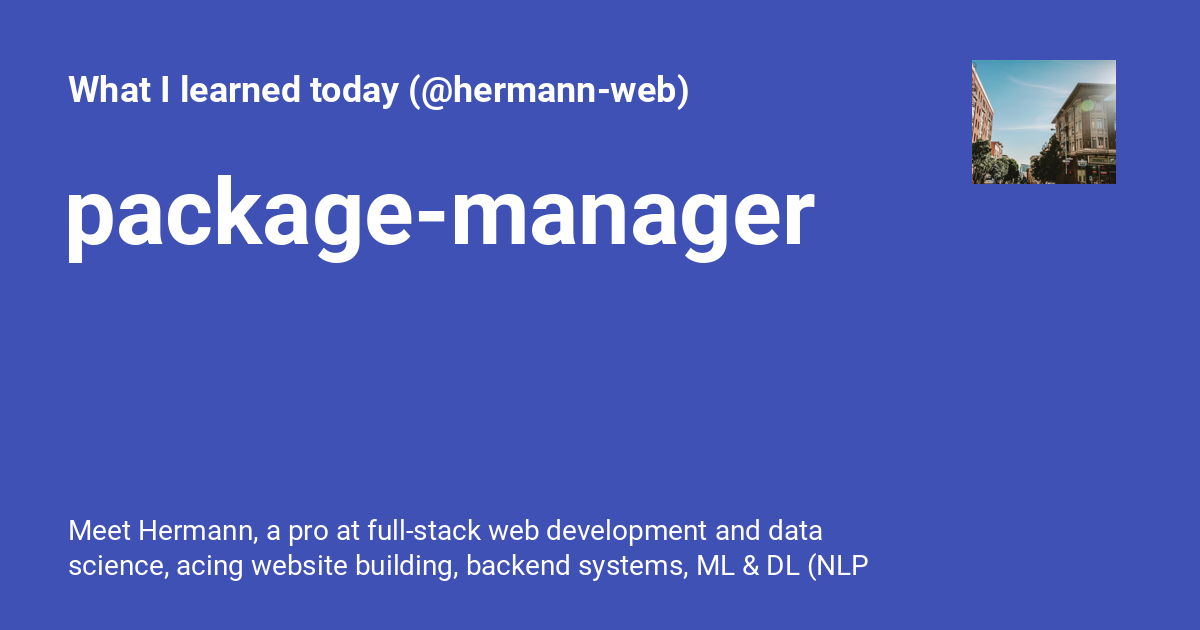 What I learned today (@hermann-web)
package-manager
Meet Hermann, a pro at full-stack web development and data
science, acing website building, backend systems, ML & DL (NLP